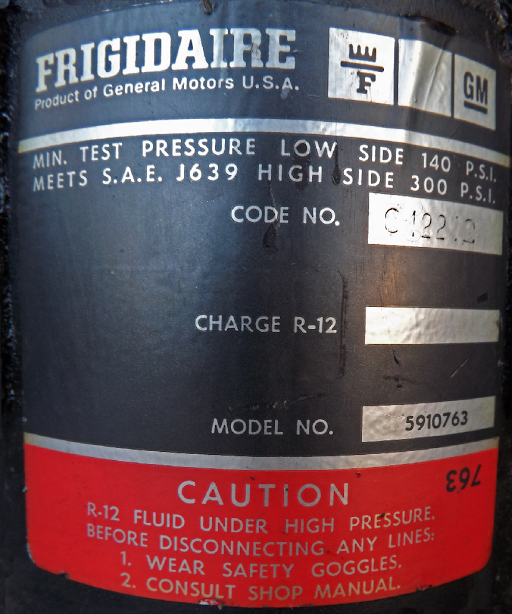 FRIGIDAIRE
Product of General Motors U.S.A.
F
GM
MIN. TEST PRESSURE LOW SIDE 140 P.S.I.
MEETS S.A.E. J639 HIGH SIDE 300 P.S.I.
CODE NO.
CHARGE R-12
MODEL NO. 5910763
763
CAUTION
R-12 FLUID UNDER HIGH PRESSURE.
BEFORE DISCONNECTING ANY LINES:
1. WEAR SAFETY GOGGLES.
2. CONSULT SHOP MANUAL.